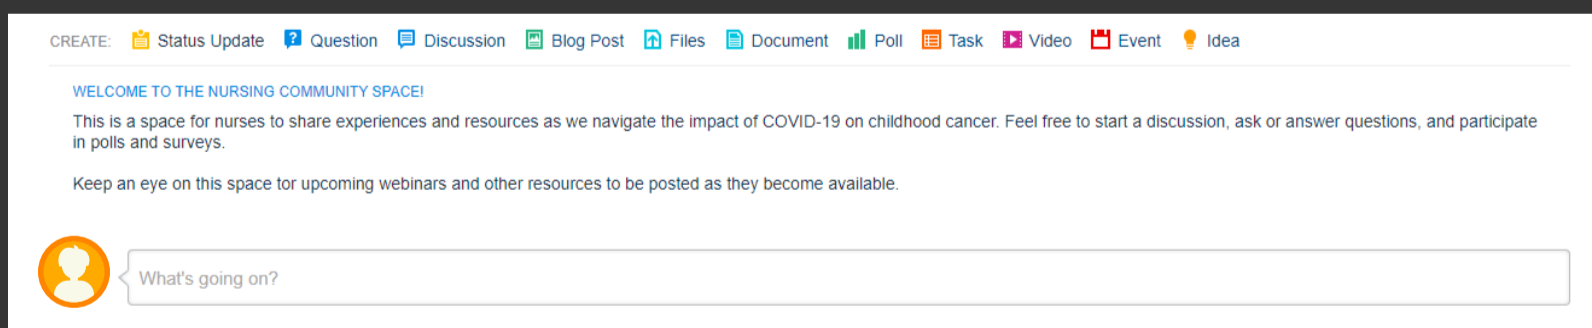 CREATE: Status Update Question Discussion Blog Post Files Document Poll Task Video Event Idea
WELCOME TO THE NURSING COMMUNITY SPACE!
This is a space for nurses to share experiences and resources as we navigate the impact of COVID-19 on childhood cancer. Feel free to start a discussion, ask or answer questions, and participate
in polls and surveys.
Keep an eye on this space tor upcoming webinars and other resources to be posted as they become available.
What's going on?